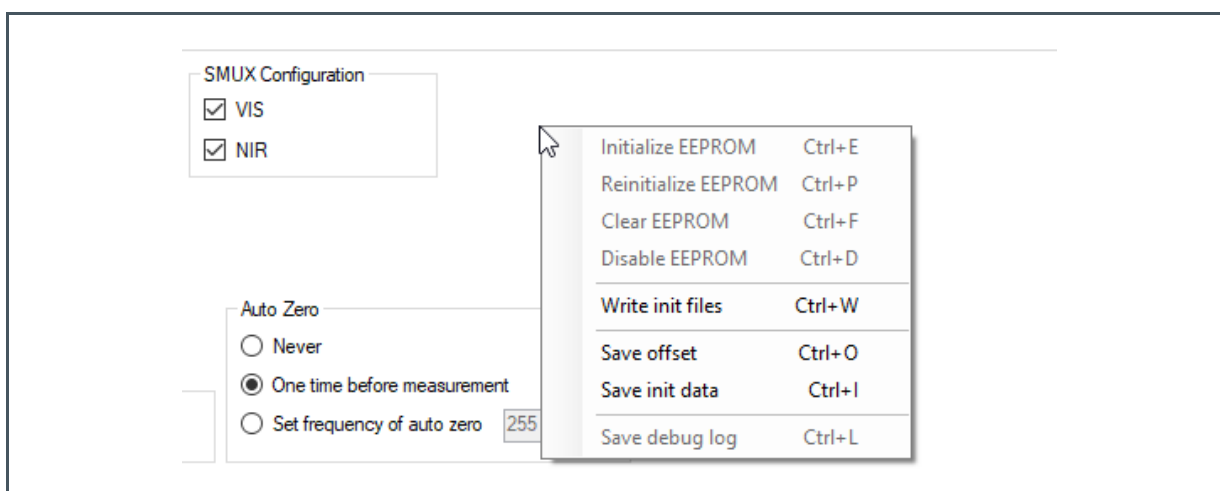 SMUX Configuration
VIS
NIR
Initialize EEPROM Ctrl+E
Reinitialize EEPROM Ctrl+P
Clear EEPROM Ctrl+F
Disable EEPROM Ctrl+D
Write init files Ctrl+W
Save offset Ctrl+O
Save init data Ctrl+I
Save debug log Ctrl+L
Auto Zero
Never
One time before measurement
Set frequency of auto zero 255